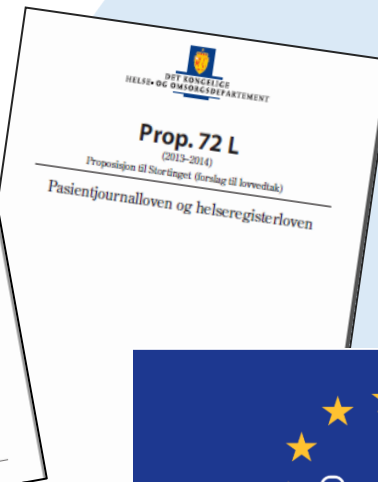 DET KONGELIGE
HELSE- OG OMSORGSDEPARTEMENT
Prop. 72 L
(2013–2014)
Proposisjon til Stortinget (forslag til lovvedtak)
Pasientjournalloven og helseregisterloven